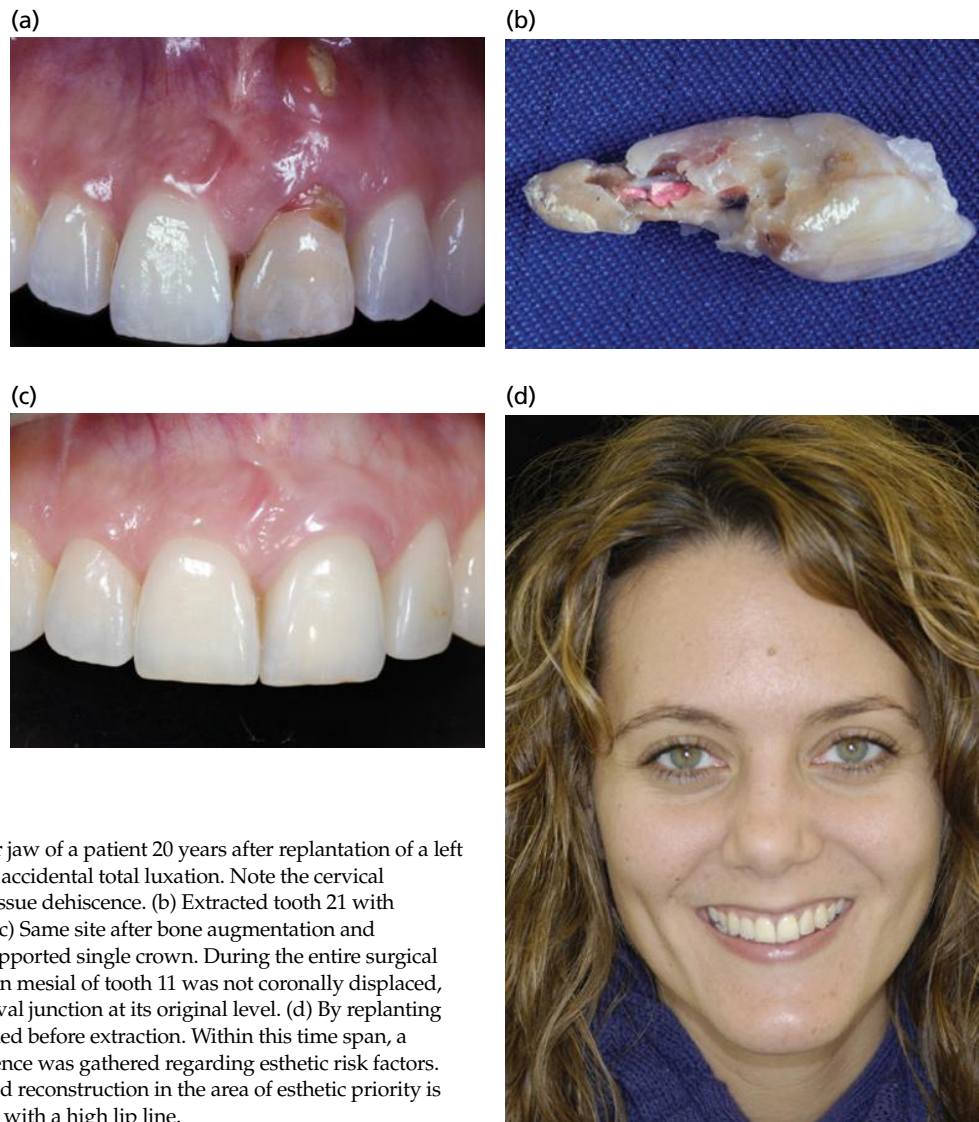 (a)
(b)
(c)
(d)
r jaw of a patient 20 years after replantation of a left
accidental total luxation. Note the cervical
issue dehiscence. (b) Extracted tooth 21 with
c) Same site after bone augmentation and
pported single crown. During the entire surgical
n mesial of tooth 11 was not coronally displaced,
val junction at its original level. (d) By replanting
ned before extraction. Within this time span, a
ence was gathered regarding esthetic risk factors.
d reconstruction in the area of esthetic priority is
with a high lip line.